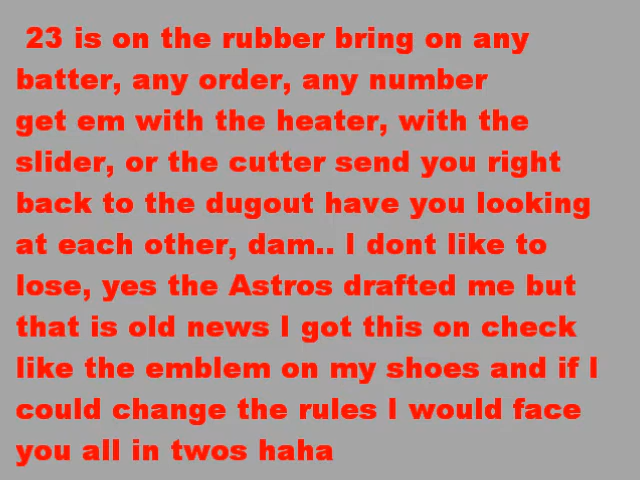 23 is on the rubber bring on any
batter, any order, any number
get em with the heater, with the
slider, or the cutter send you right
back to the dugout have you looking
at each other, dam.. I dont like to
lose, yes the Astros drafted me but
that is old news I got this on check
like the emblem on my shoes and if I
could change the rules I would face
you all in twos haha